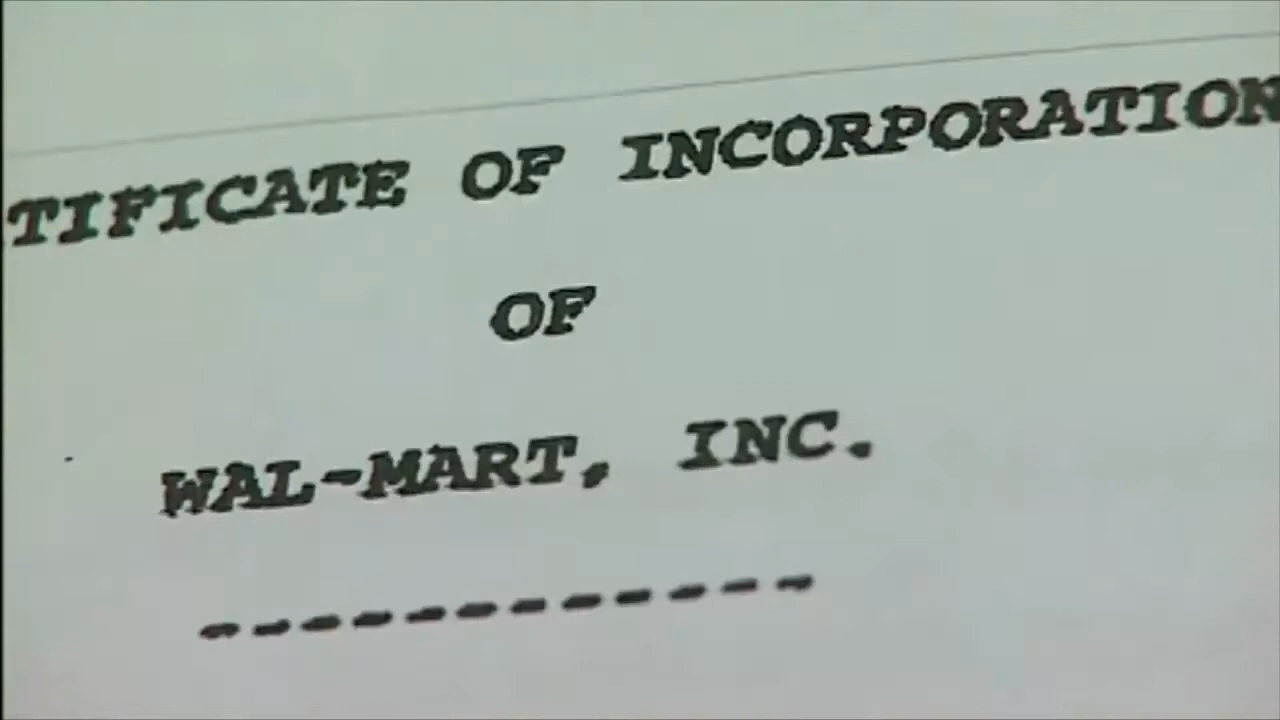 TIFICATE OF INCORPORATION
OF
WAL-MART, INC.
------------